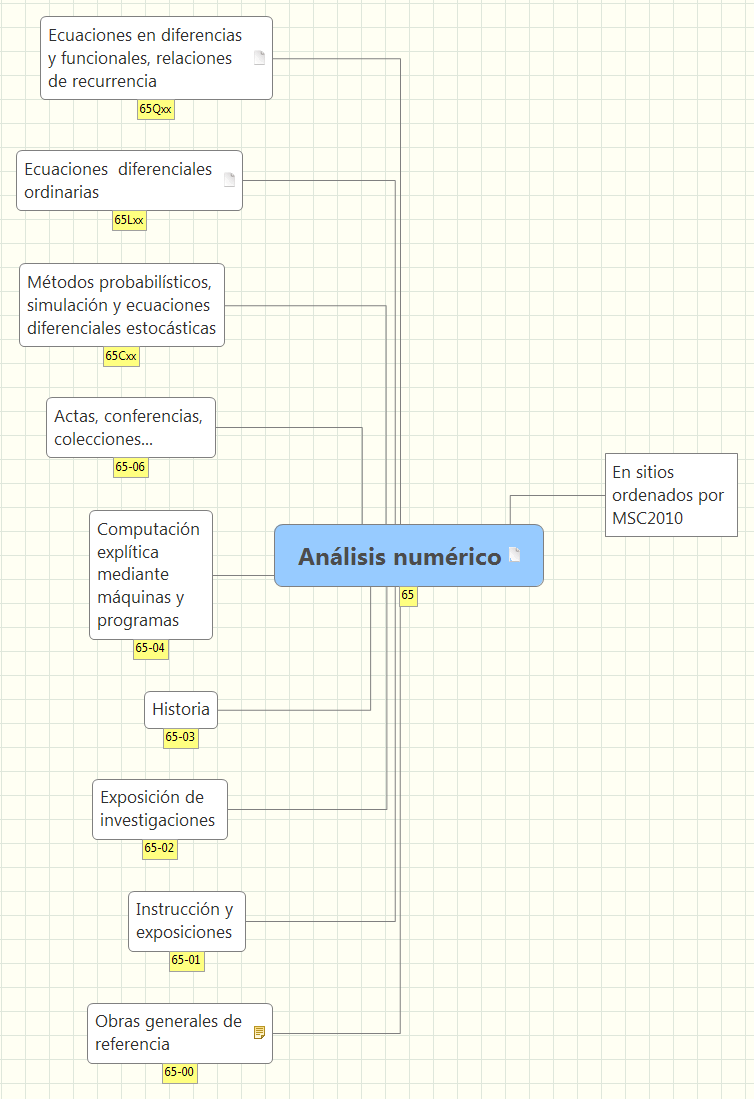 Ecuaciones en diferencias
y funcionales, relaciones
de recurrencia
65Qxx
Ecuaciones diferenciales
ordinarias
65Lxx
Métodos probabilísticos,
simulación y ecuaciones
diferenciales estocásticas
65Cxx
Actas, conferencias,
colecciones...
65-06
En sitios
ordenados por
MSC2010
Computación
explítica
mediante
máquinas y
programas
65-04
Análisis numérico
65
Historia
65-03
Exposición de
investigaciones
65-02
Instrucción y
exposiciones
65-01
Obras generales de
referencia
65-00